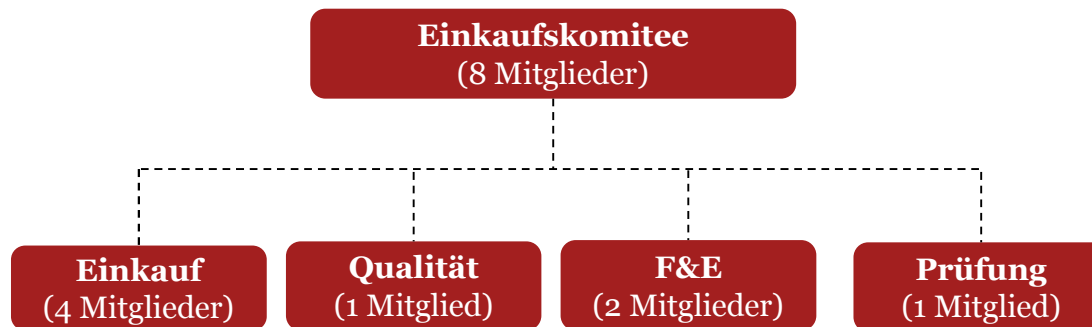 Einkaufskomitee
(8 Mitglieder)
Einkauf
(4 Mitglieder)
Qualität
(1 Mitglied)
F&E
(2 Mitglieder)
Prüfung
(1 Mitglied)